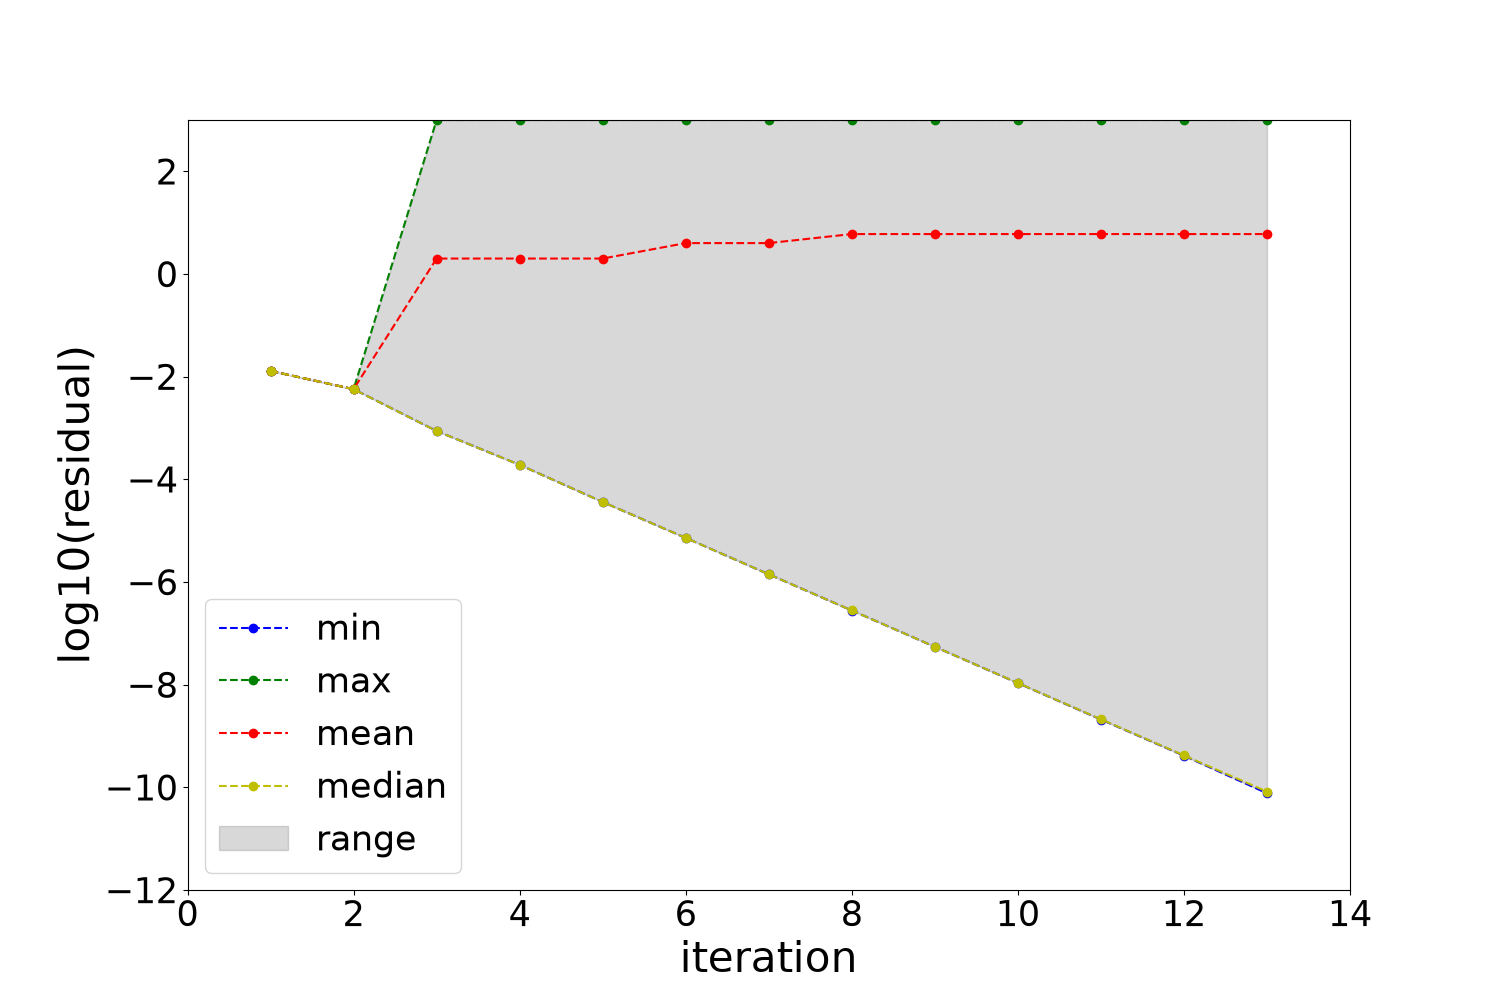 2
0
−2
−4
−6
−8
−10
−12
log10(residual)
min
max
mean
median
range
0 2 4 6 8 10 12 14
iteration